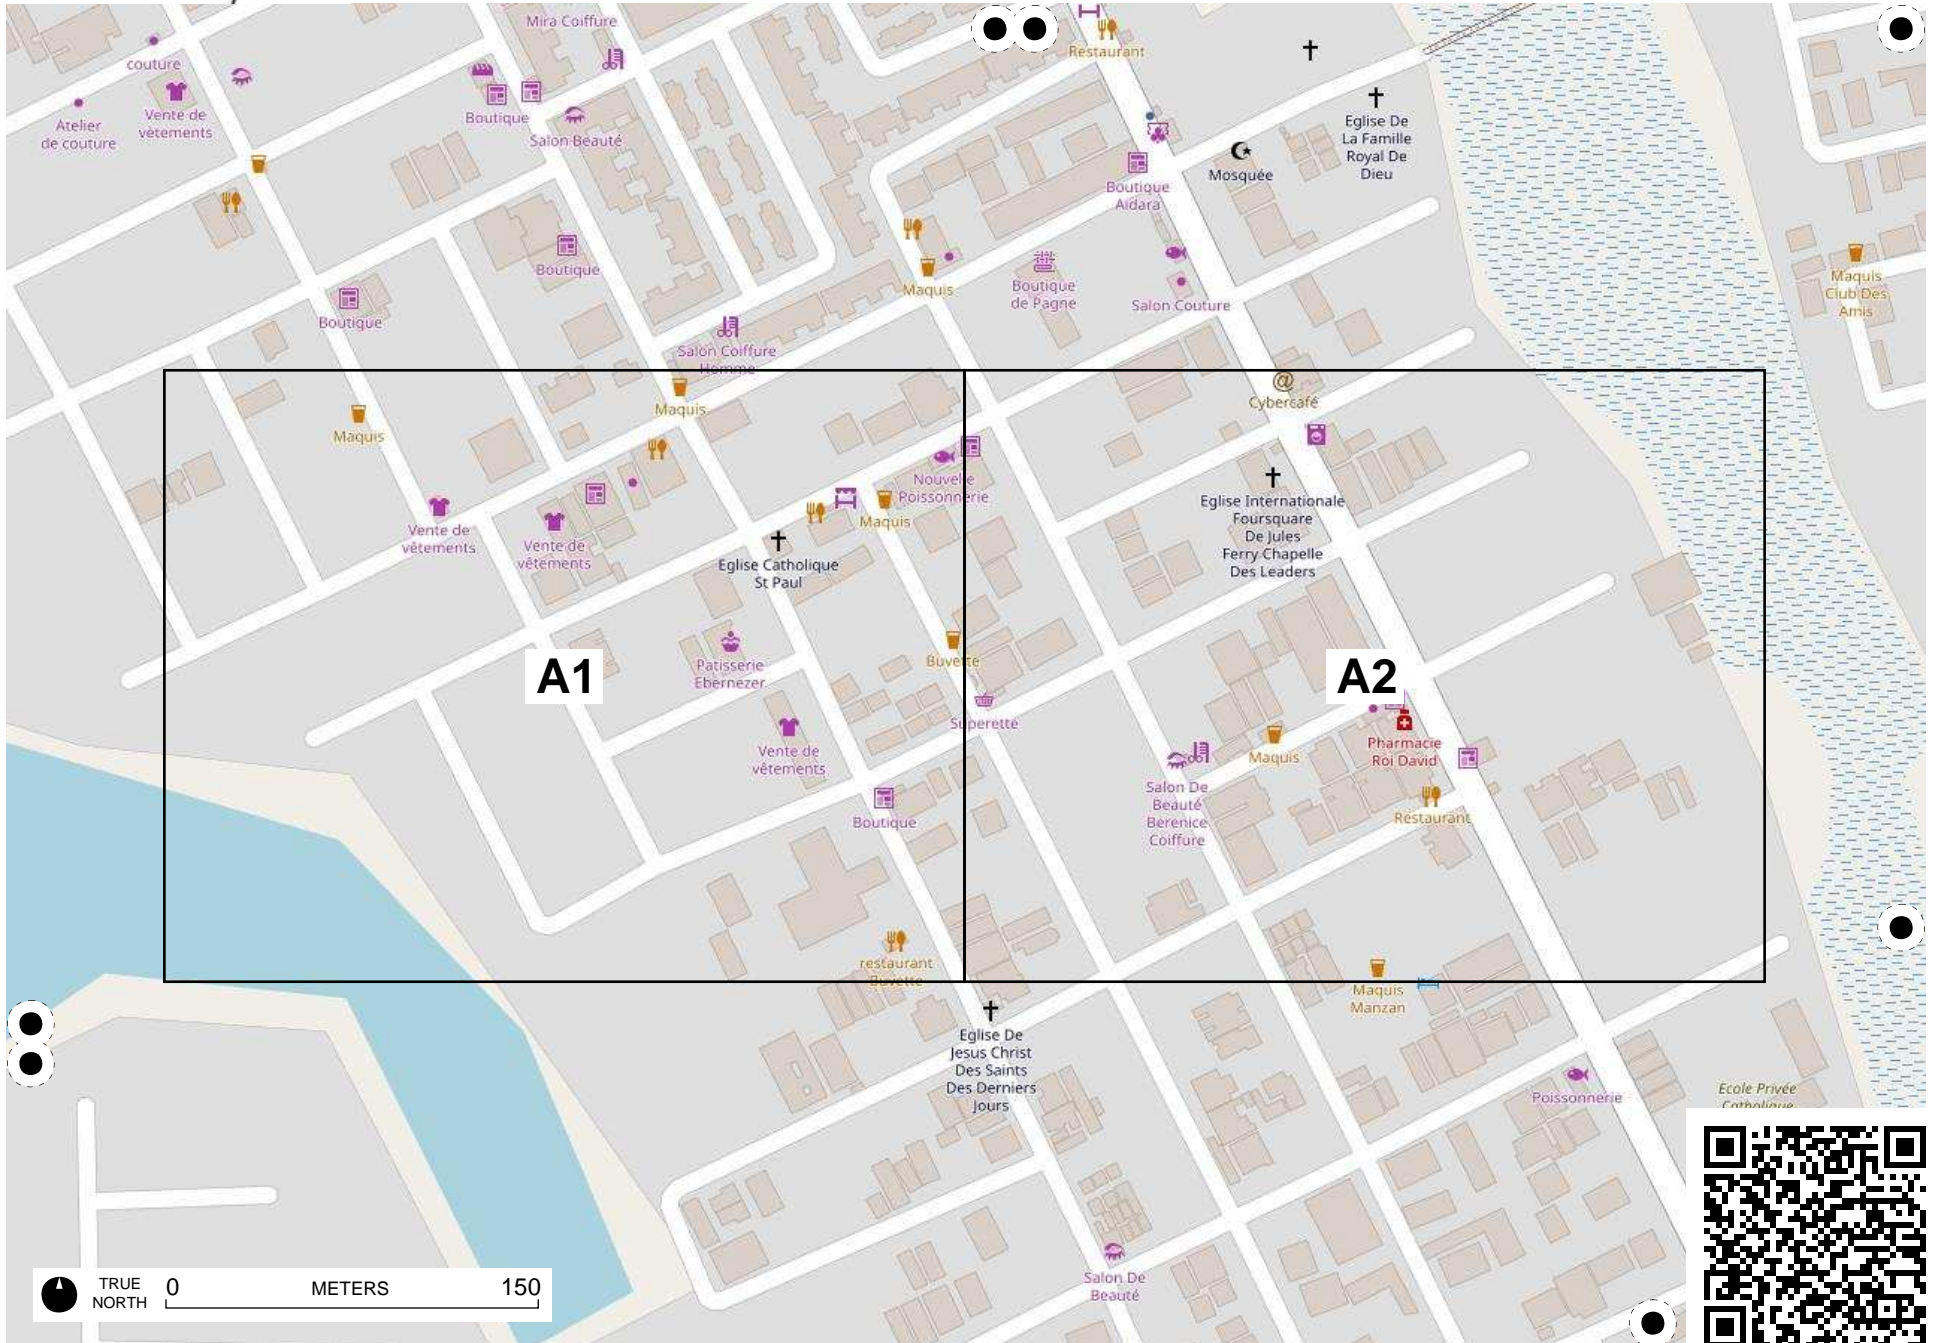 Mira Coiffure
Restaurant
couture
Vente de
vêtements
Atelier
de couture
Boutique
Salon Beauté
Eglise De
La Famille
Royal De
Dieu
Mosquée
Boutique
Aidara
Boutique
Maquis
Boutique
de Pagne
Salon Couture
Maquis
Club Des
Amis
Boutique
Salon Coiffure
Homme
Maquis
Maquis
@
Cybercafé
Nouvelle
Poissonnerie
Maquis
Vente de
vêtements
Vente de
vêtements
Eglise Catholique
St Paul
Eglise Internationale
Foursquare
De Jules
Ferry Chapelle
Des Leaders
Patisserie
Ebernezer
Buvette
A1
A2
Superette
Vente de
vêtements
Maquis
Pharmacie
Roi David
Salon De
Beauté
Berenice
Coiffure
Boutique
Restaurant
restaurant
Buvette
Maquis
Manzan
Eglise De
Jesus Christ
Des Saints
Des Derniers
Jours
Poissonnerie
Ecole Privée
Catholique
Salon De
Beauté
TRUE
NORTH
0 METERS 150